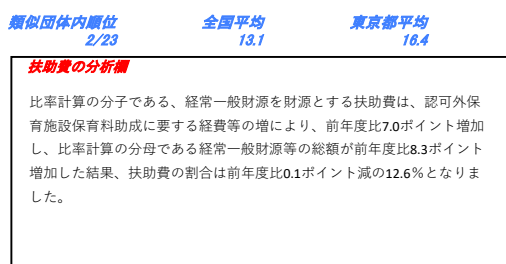 類似団体内順位 全国平均 東京都平均
2/23 13.1 16.4
扶助費の分析欄
比率計算の分子である、経常一般財源を財源とする扶助費は、認可外保
育施設保育料助成に要する経費等の増により、前年度比7.0ポイント増加
し、比率計算の分母である経常一般財源等の総額が前年度比8.3ポイント
増加した結果、扶助費の割合は前年度比0.1ポイント減の12.6％となりま
した。